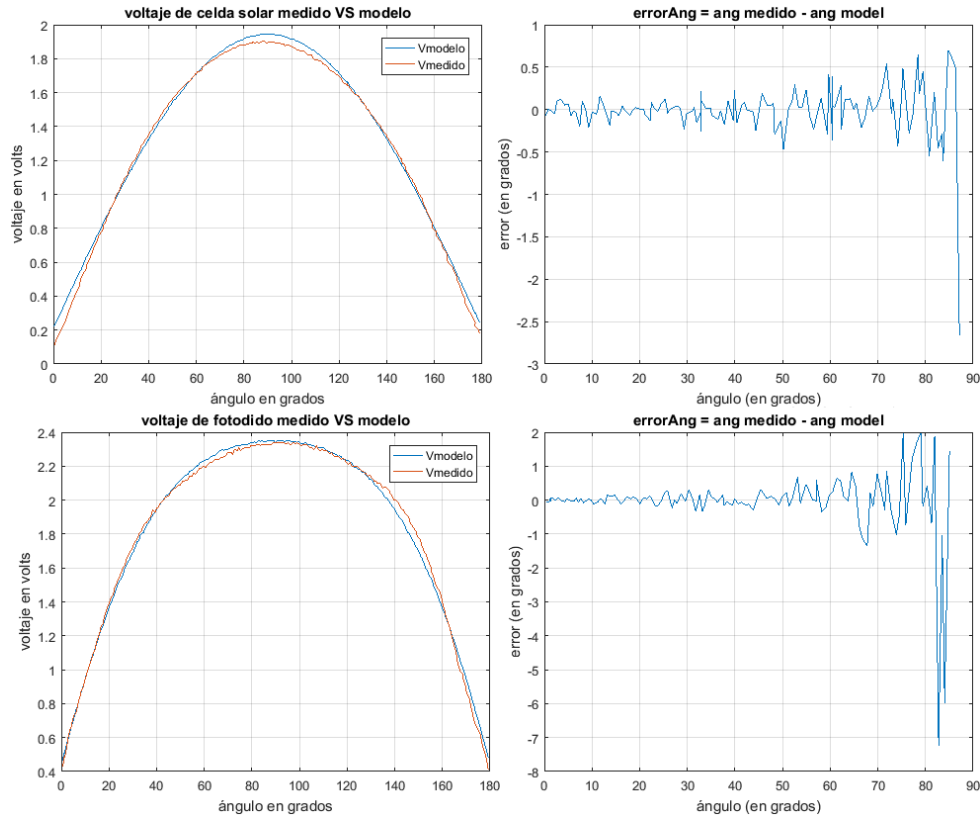 voltaje de celda solar medido VS modelo
voltaje en volts
2
1.8
1.6
1.4
1.2
1
0.8
0.6
0.4
0.2
0
Vmodelo
Vmedido
0 20 40 60 80 100 120 140 160 180
ángulo en grados
errorAng = ang medido - ang model
error (en grados)
1
0.5
0
-0.5
-1
-1.5
-2
-2.5
-3
0 10 20 30 40 50 60 70 80 90
ángulo (en grados)
voltaje de fotodido medido VS modelo
voltaje en volts
2.4
2.2
2
1.8
1.6
1.4
1.2
1
0.8
0.6
0.4
Vmodelo
Vmedido
0 20 40 60 80 100 120 140 160 180
ángulo en grados
errorAng = ang medido - ang model
error (en grados)
2
1
0
-1
-2
-3
-4
-5
-6
-7
-8
0 10 20 30 40 50 60 70 80 90
ángulo (en grados)